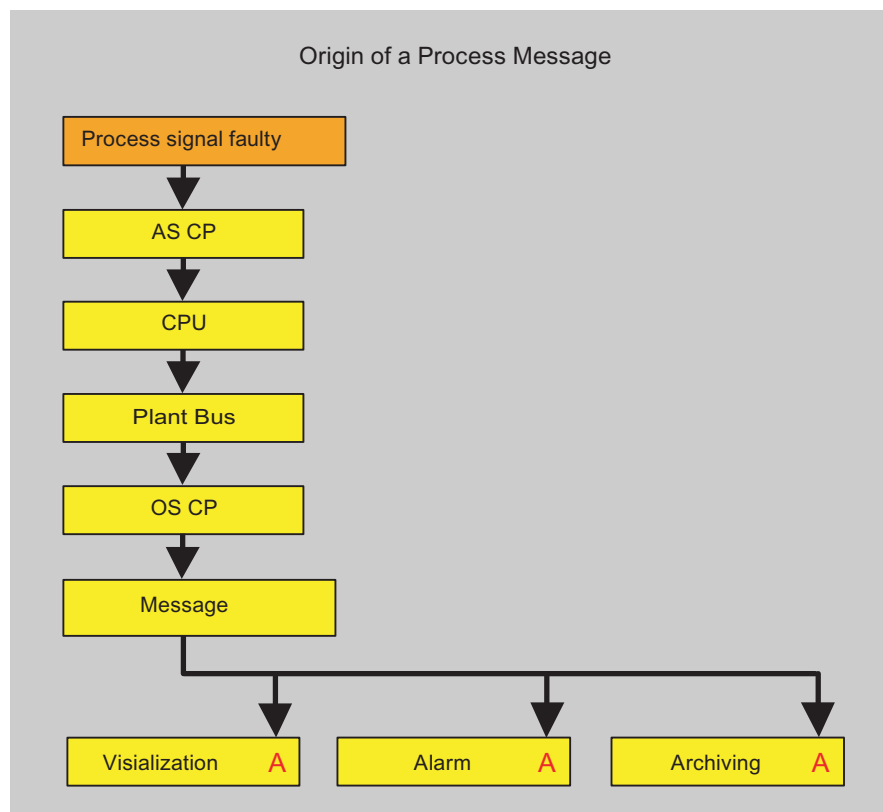 Origin of a Process Message
Process signal faulty
AS CP
CPU
Plant Bus
OS CP
Message
Visialization A
Alarm A
Archiving A